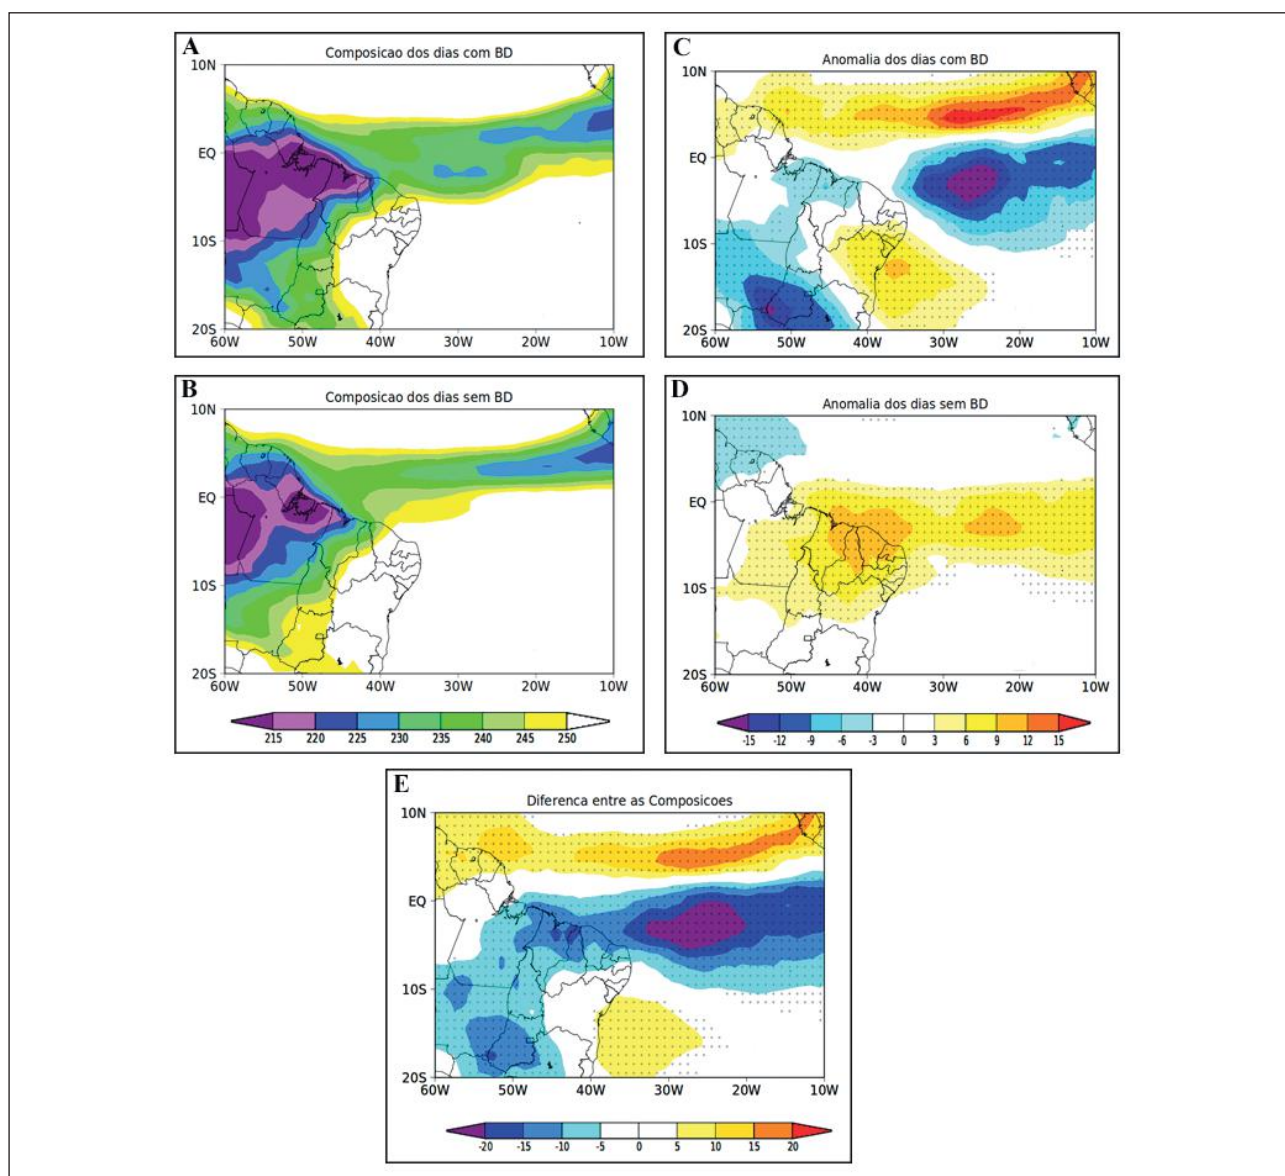 A
Composicao dos dias com BD
10N
EQ
10S
20S
60W 50W 40W 30W 20W 10W
C
Anomalia dos dias com BD
10N
EQ
10S
20S
60W 50W 40W 30W 20W 10W
B
Composicao dos dias sem BD
10N
EQ
10S
20S
60W 50W 40W 30W 20W 10W
215 220 225 230 235 240 245 250
D
Anomalia dos dias sem BD
10N
EQ
10S
20S
60W 50W 40W 30W 20W 10W
-15 -12 -9 -6 -3 0 3 6 9 12 15
E
Diferenca entre as Composicoes
10N
EQ
10S
20S
60W 50W 40W 30W 20W 10W
-20 -15 -10 -5 0 5 10 15 20